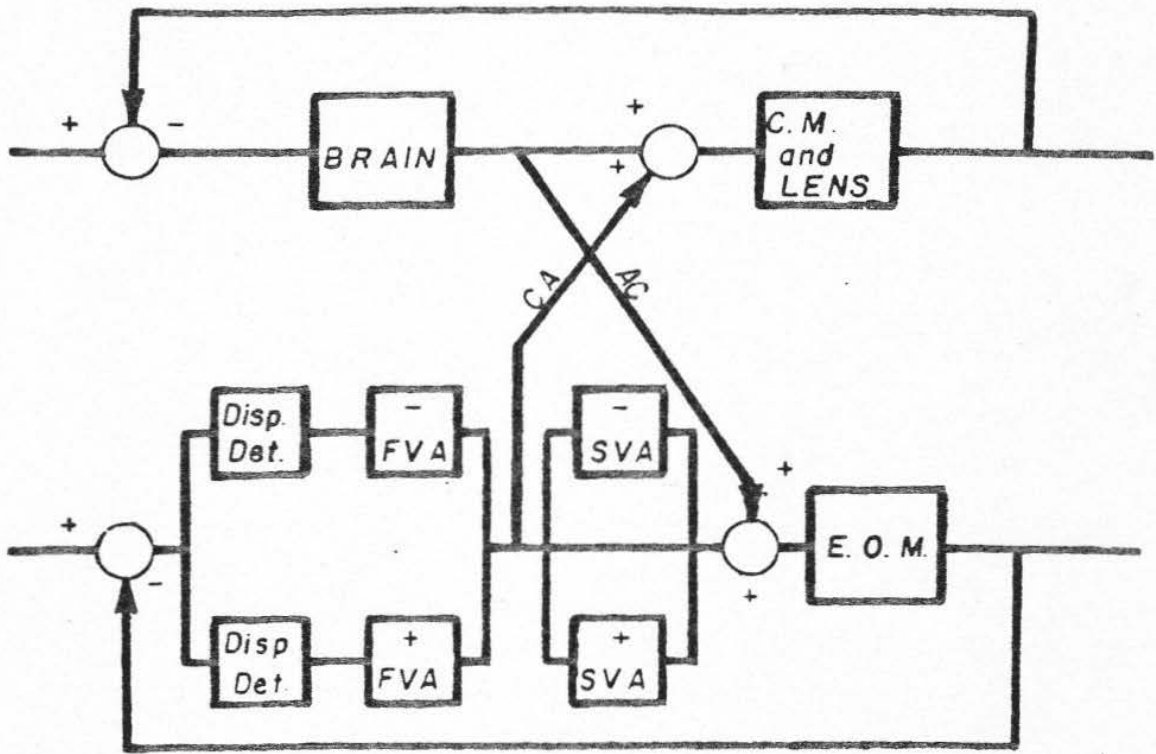 +
-
BRAIN
+
+
C. M.
and
LENS
CA
AC
Disp.
Det.
-
FVA
-
SVA
+
+
-
E. O. M.
+
Disp
Det.
+
FVA
+
SVA